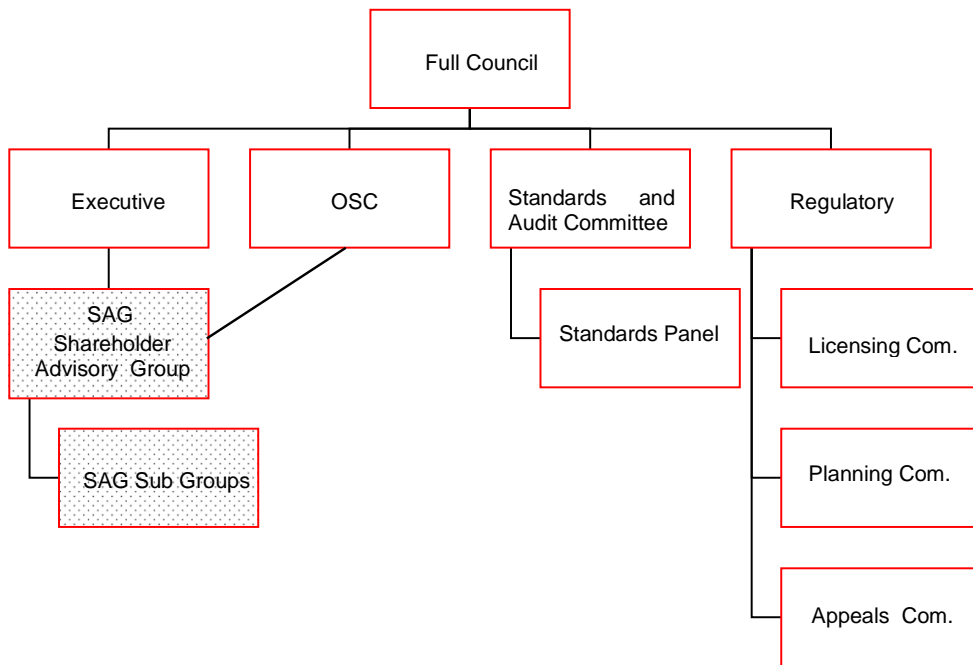 Full Council
Executive
OSC
Standards and
Audit Committee
Regulatory
SAG
Shareholder
Advisory Group
Standards Panel
Licensing Com.
SAG Sub Groups
Planning Com.
Appeals Com.